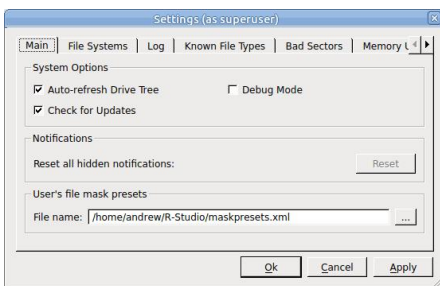 Settings (as superuser)
Main File Systems Log Known File Types Bad Sectors Memory U
System Options
Auto-refresh Drive Tree Debug Mode
Check for Updates
Notifications
Reset all hidden notifications: Reset
User's file mask presets
File name: /home/andrew/R-Studio/maskpresets.xml ...
Ok Cancel Apply